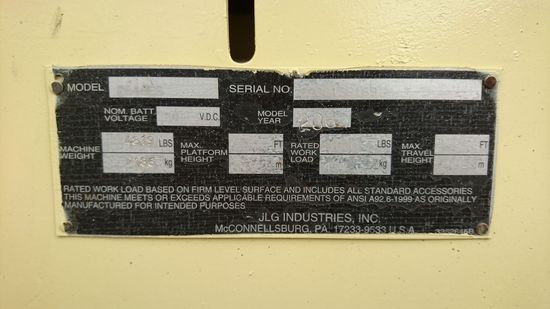 MODEL SERIAL NO.
NOM. BATT VOLTAGE V.D.C. MODEL YEAR
MACHINE WEIGHT LBS kg MAX. PLATFORM HEIGHT FT m RATED WORK LOAD LBS kg MAX. TRAVEL HEIGHT FT m
RATED WORK LOAD BASED ON FIRM LEVEL SURFACE AND INCLUDES ALL STANDARD ACCESSORIES
THIS MACHINE MEETS OR EXCEEDS APPLICABLE REQUIREMENTS OF ANSI A92.6-1999 AS ORIGINALLY
MANUFACTURED FOR INTENDED PURPOSES
JLG INDUSTRIES, INC.
McCONNELLSBURG, PA. 17233-9533 U.S.A.